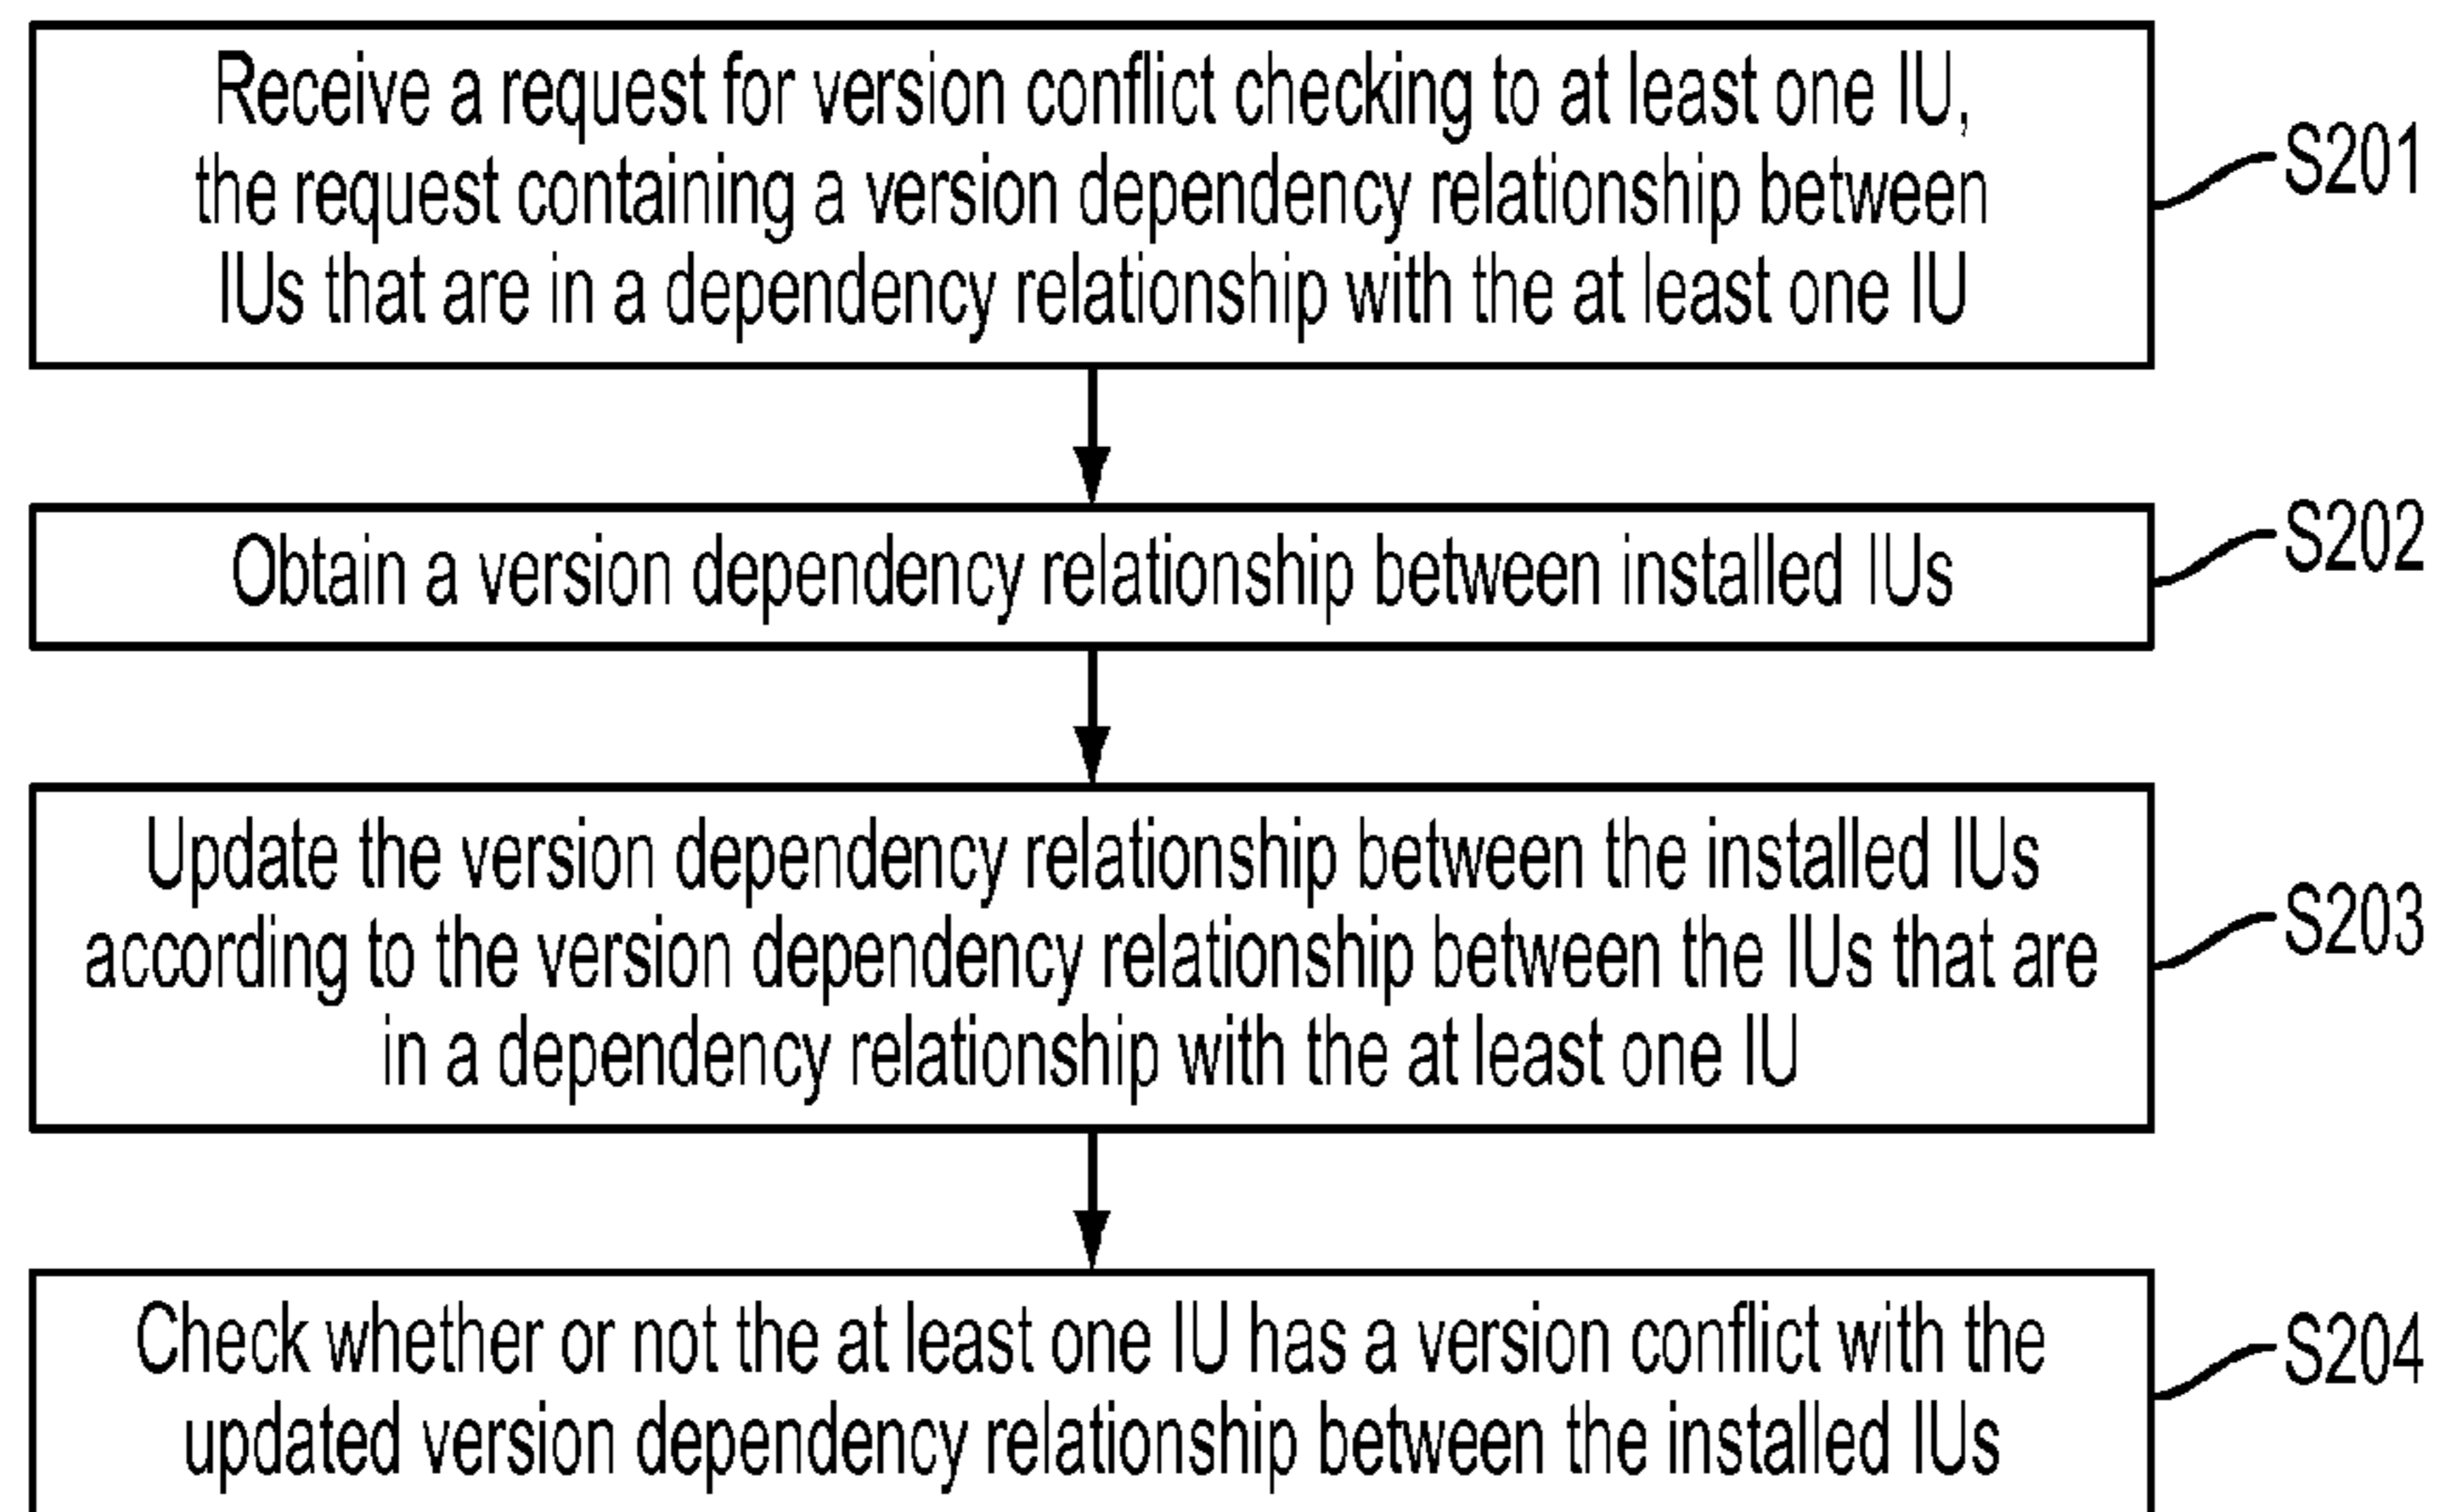 Receive a request for version conflict checking to at least one IU,
the request containing a version dependency relationship between
IUs that are in a dependency relationship with the at least one IU
S201
Obtain a version dependency relationship between installed IUs
S202
Update the version dependency relationship between the installed IUs
according to the version dependency relationship between the IUs that are
in a dependency relationship with the at least one IU
S203
Check whether or not the at least one IU has a version conflict with the
updated version dependency relationship between the installed IUs
S204